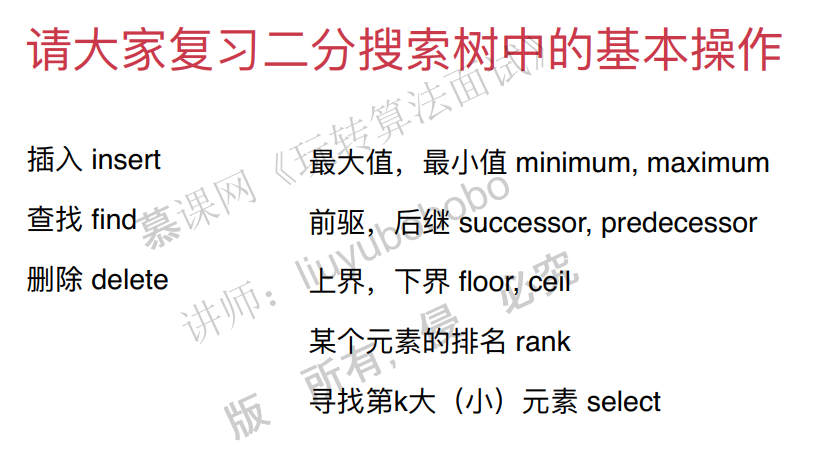 请大家复习二分搜索树中的基本操作
插入 insert
查找 find
删除 delete
最大值，最小值 minimum, maximum
前驱，后继 successor, predecessor
上界，下界 floor, ceil
某个元素的排名 rank
寻找第k大（小）元素 select
慕课网《玩转算法面试》
讲师：liuyubobobo
版 所有，侵 必究